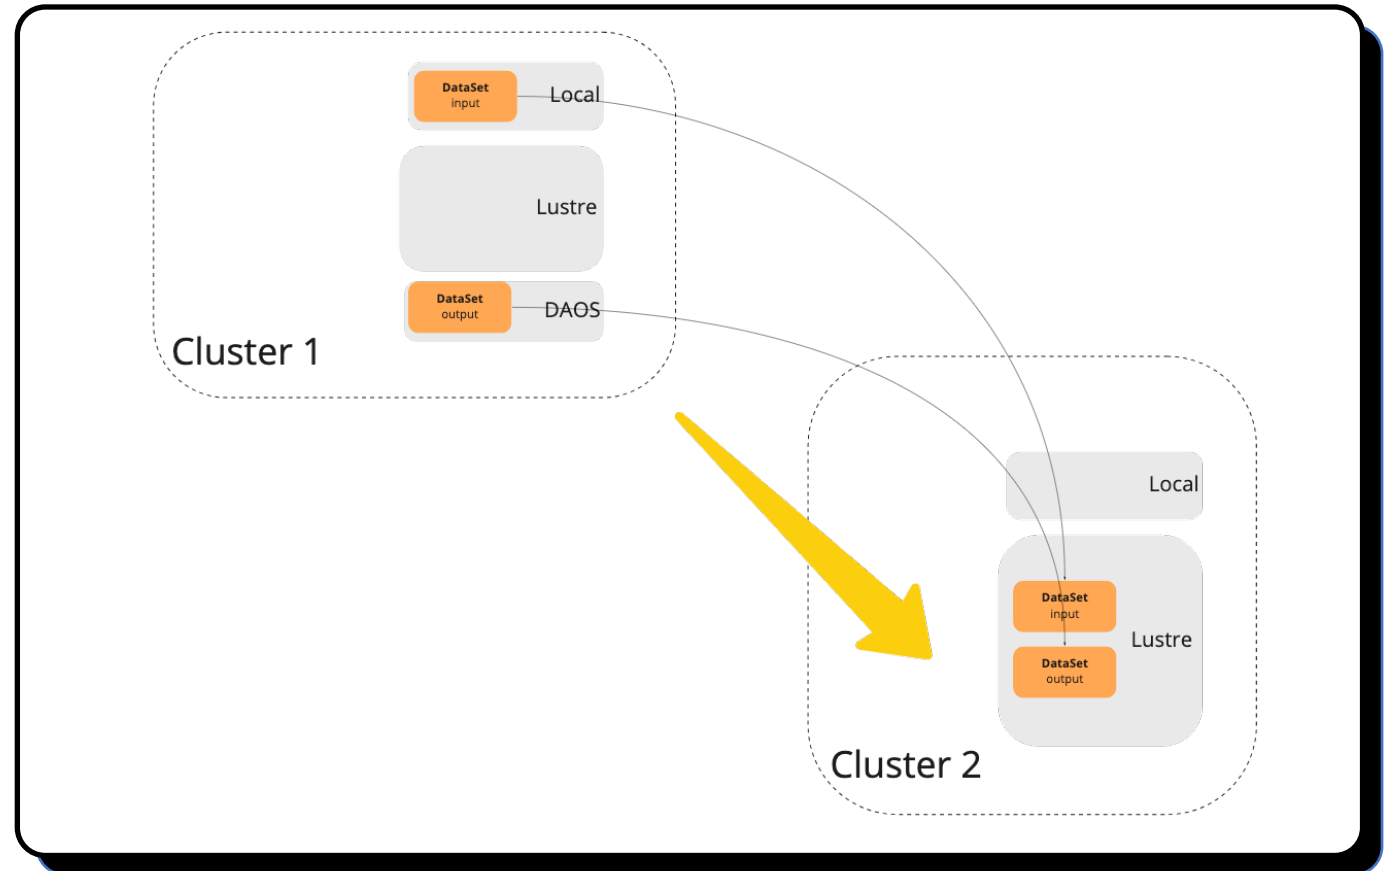 DataSet
input
Local
Lustre
DataSet
output
DAOS
Cluster 1
Local
DataSet
input
Lustre
DataSet
output
Cluster 2